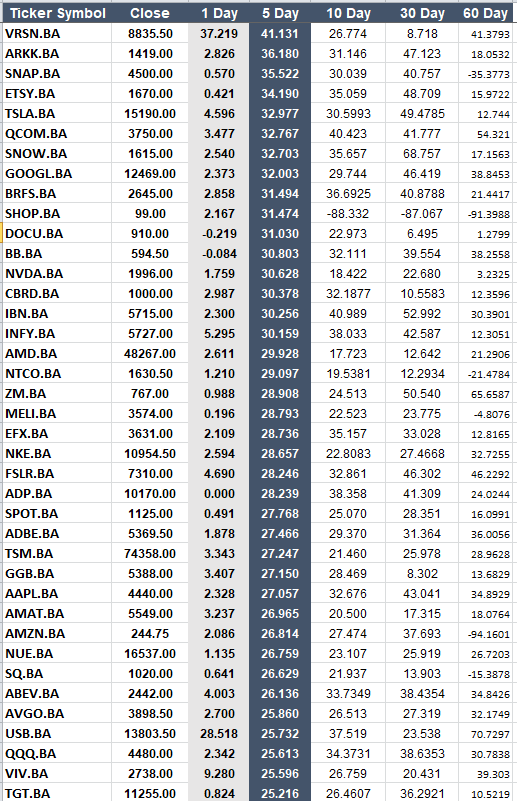 Ticker Symbol Close 1 Day 5 Day 10 Day 30 Day 60 Day
VRSN.BA 8835.50 37.219 41.131 26.774 8.718 41.3793
ARKK.BA 1419.00 2.826 36.180 31.146 47.123 18.0532
SNAP.BA 4500.00 0.570 35.522 30.039 40.757 -35.3773
ETSY.BA 1670.00 0.421 34.190 35.059 48.709 15.9722
TSLA.BA 15190.00 4.596 32.977 30.5993 49.4785 12.744
QCOM.BA 3750.00 3.477 32.767 40.423 41.777 54.321
SNOW.BA 1615.00 2.540 32.703 35.657 68.757 17.1563
GOOGL.BA 12469.00 2.373 32.003 29.744 46.419 38.8453
BRFS.BA 2645.00 2.858 31.494 36.6925 40.8788 21.4417
SHOP.BA 99.00 2.167 31.474 -88.332 -87.067 -91.3988
DOCU.BA 910.00 -0.219 31.030 22.973 6.495 1.2799
BB.BA 594.50 -0.084 30.803 32.111 39.554 38.2558
NVDA.BA 1996.00 1.759 30.628 18.422 22.680 3.2325
CBRD.BA 1000.00 2.987 30.378 32.1877 10.5583 12.3596
IBN.BA 5715.00 2.300 30.256 40.989 52.992 30.3901
INFY.BA 5727.00 5.295 30.159 38.033 42.587 12.3051
AMD.BA 48267.00 2.611 29.928 17.723 12.642 21.2906
NTCO.BA 1630.50 1.210 29.097 19.5381 12.2934 -21.4784
ZM.BA 767.00 0.988 28.908 24.513 50.540 65.6587
MELI.BA 3574.00 0.196 28.793 22.523 23.775 -4.8076
EFX.BA 3631.00 2.109 28.736 35.157 33.028 12.8165
NKE.BA 10954.50 2.594 28.657 22.8083 27.4668 32.7255
FSLR.BA 7310.00 4.690 28.246 32.861 46.302 46.2292
ADP.BA 10170.00 0.000 28.239 38.358 41.309 24.0244
SPOT.BA 1125.00 0.491 27.768 25.070 28.351 16.0991
ADBE.BA 5369.50 1.878 27.466 29.370 31.364 36.0056
TSM.BA 74358.00 3.343 27.247 21.460 25.978 28.9628
GGB.BA 5388.00 3.407 27.150 28.469 8.302 13.6829
AAPL.BA 4440.00 2.328 27.057 32.676 43.041 34.8929
AMAT.BA 5549.00 3.237 26.965 20.500 17.315 18.0764
AMZN.BA 244.75 2.086 26.814 27.474 37.693 -94.1601
NUE.BA 16537.00 1.135 26.759 23.107 25.919 26.7203
SQ.BA 1020.00 0.641 26.629 21.937 13.903 -15.3878
ABEV.BA 2442.00 4.003 26.136 33.7349 38.4354 34.8426
AVGO.BA 3898.50 2.700 25.860 26.513 27.319 32.1749
USB.BA 13803.50 28.518 25.732 37.519 23.538 70.7297
QQQ.BA 4480.00 2.342 25.613 34.3731 38.6353 30.7838
VIV.BA 2738.00 9.280 25.596 26.759 20.431 39.303
TGT.BA 11255.00 0.824 25.216 26.4607 36.2921 10.5219